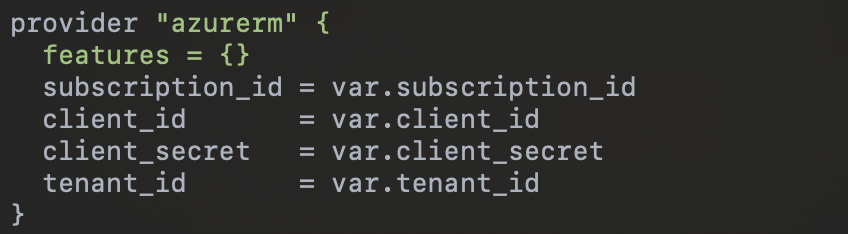 provider "azurerm" {
  features = {}
  subscription_id = var.subscription_id
  client_id       = var.client_id
  client_secret   = var.client_secret
  tenant_id       = var.tenant_id
}